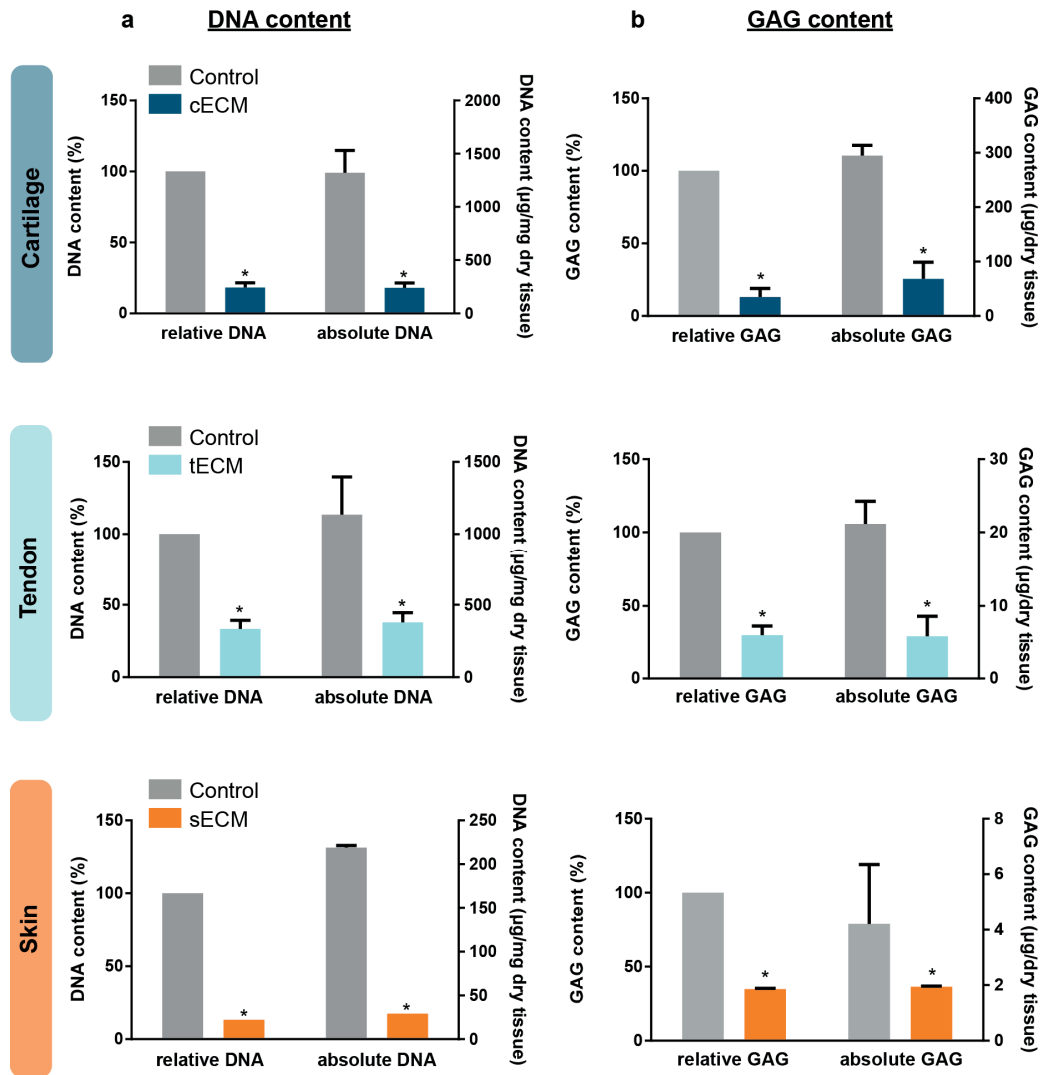 a DNA content
b GAG content
Cartilage
Control
cECM
DNA content (%)
150
100
50
0
relative DNA
absolute DNA
2000
1500
1000
500
0
DNA content (µg/mg dry tissue)
GAG content (%)
150
100
50
0
relative GAG
absolute GAG
400
300
200
100
0
GAG content (µg/dry tissue)
*
*
*
*
Tendon
Control
tECM
DNA content (%)
150
100
50
0
relative DNA
absolute DNA
1500
1000
500
0
DNA content (µg/mg dry tissue)
GAG content (%)
150
100
50
0
relative GAG
absolute GAG
30
20
10
0
GAG content (µg/dry tissue)
*
*
*
*
Skin
Control
sECM
DNA content (%)
150
100
50
0
relative DNA
absolute DNA
250
200
150
100
50
0
DNA content (µg/mg dry tissue)
GAG content (%)
150
100
50
0
relative GAG
absolute GAG
8
6
4
2
0
GAG content (µg/dry tissue)
*
*
*
*